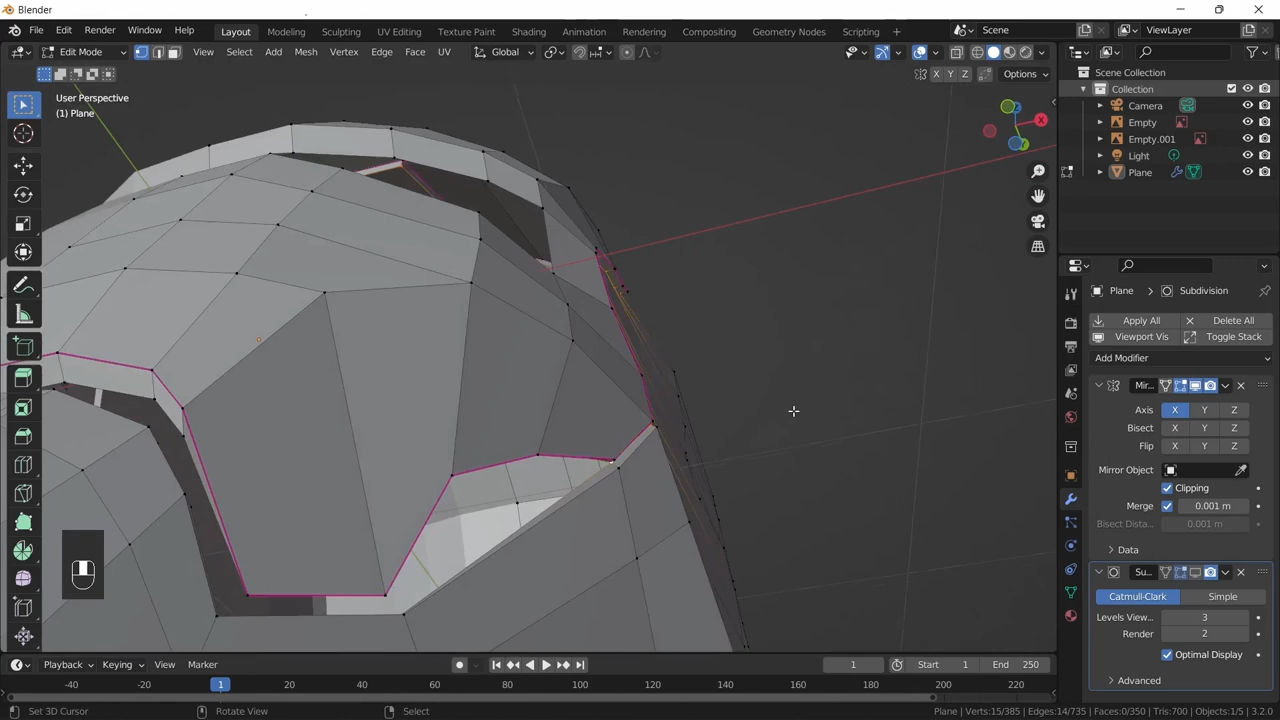 Blender
File Edit Render Window Help
Layout Modeling Sculpting UV Editing Texture Paint Shading Animation Rendering Compositing Geometry Nodes Scripting
Scene
ViewLayer
Edit Mode
View Select Add Mesh Vertex Edge Face UV
Global
X Y Z
Options
User Perspective
(1) Plane
X
Y
Scene Collection
Collection
Camera
Empty
Empty.001
Light
Plane
Plane > Subdivision
Apply All
Delete All
Viewport Vis
Toggle Stack
Add Modifier
Mir...
Axis X Y Z
Bisect X Y Z
Flip X Y Z
Mirror Object
Clipping
Merge 0.001 m
Bisect Dista... 0.001 m
Data
Su...
Catmull-Clark Simple
Levels View... 3
Render 2
Optimal Display
Advanced
Playback Keying View Marker
1
Start 1
End 250
-40 -20 1 20 40 60 80 100 120 140 160 180 200 220
Set 3D Cursor
Rotate View
Select
Plane | Verts:15/385 | Edges:14/735 | Faces:0/350 | Tris:700 | Objects:1/5 | 3.2.0